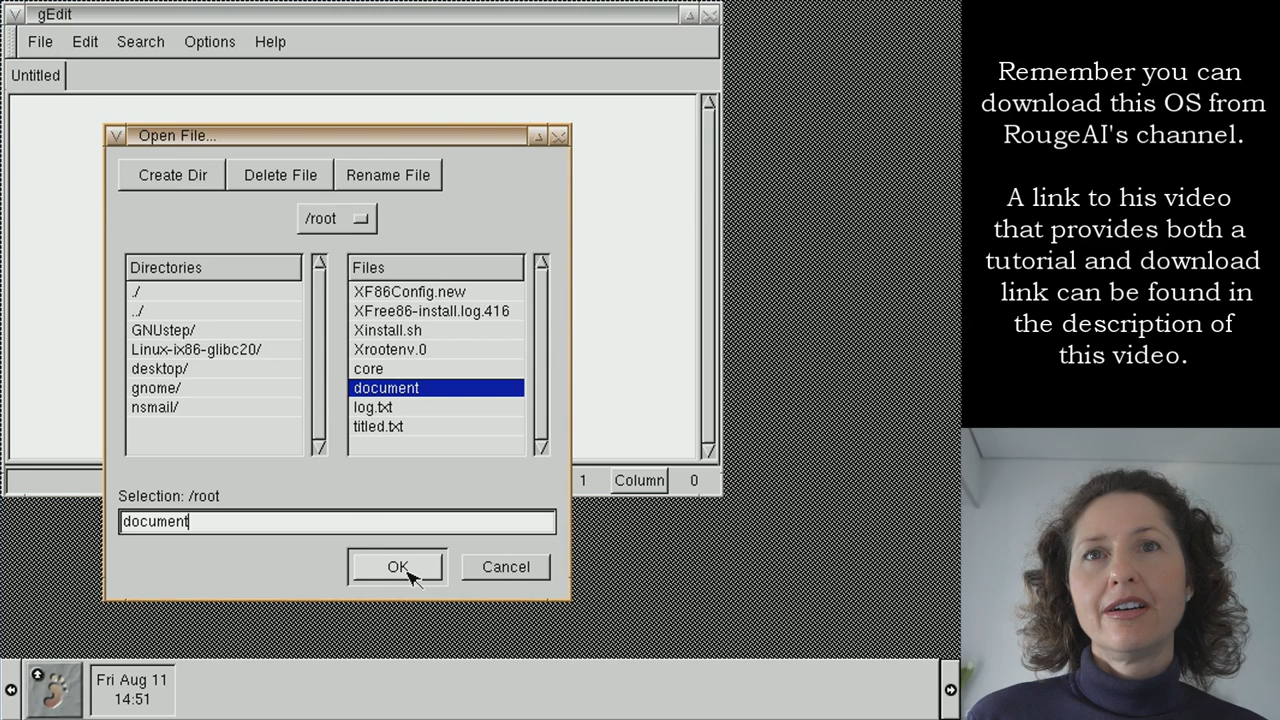 gEdit
File Edit Search Options Help
Untitled
Open File...
Create Dir Delete File Rename File
/root
Directories
./
../
GNUstep/
Linux-ix86-glibc20/
desktop/
gnome/
nsmail/
Files
XF86Config.new
XFree86-install.log.416
Xinstall.sh
Xrootenv.0
core
document
log.txt
titled.txt
Selection: /root
document
OK Cancel
1 Column 0
Fri Aug 11
14:51
Remember you can
download this OS from
RougeAI's channel.
A link to his video
that provides both a
tutorial and download
link can be found in
the description of
this video.